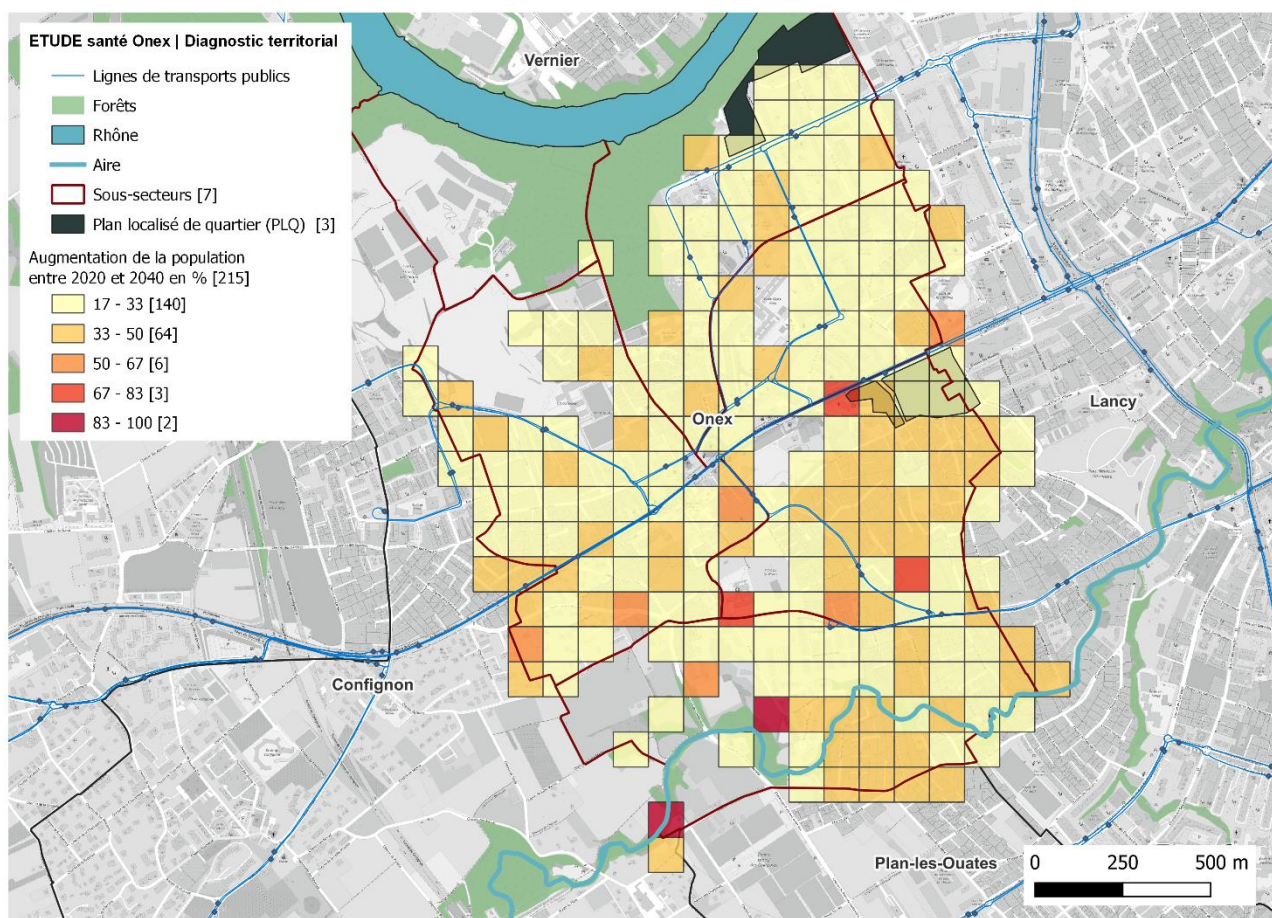 ETUDE santé Onex | Diagnostic territorial
Lignes de transports publics
Forêts
Rhône
Aire
Sous-secteurs [7]
Plan localisé de quartier (PLQ) [3]
Augmentation de la population
entre 2020 et 2040 en % [215]
17 - 33 [140]
33 - 50 [64]
50 - 67 [6]
67 - 83 [3]
83 - 100 [2]
Vernier
Onex
Lancy
Confignon
Plan-les-Ouates
0 250 500 m